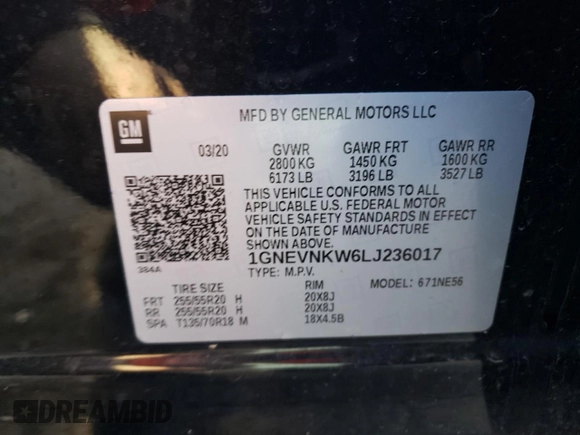 MFD BY GENERAL MOTORS LLC
GM
03/20 GVWR GAWR FRT GAWR RR
2800 KG 1450 KG 1600 KG
6173 LB 3196 LB 3527 LB
THIS VEHICLE CONFORMS TO ALL
APPLICABLE U.S. FEDERAL MOTOR
VEHICLE SAFETY STANDARDS IN EFFECT
ON THE DATE OF MANUFACTURE
SHOWN ABOVE.
384A
1GNEVNKW6LJ236017
TYPE: M.P.V. MODEL: 671NE56
TIRE SIZE RIM
FRT 255/55R20 H 20X8J
RR 255/55R20 H 20X8J
SPA T135/70R18 M 18X4.5B
DREAMBID